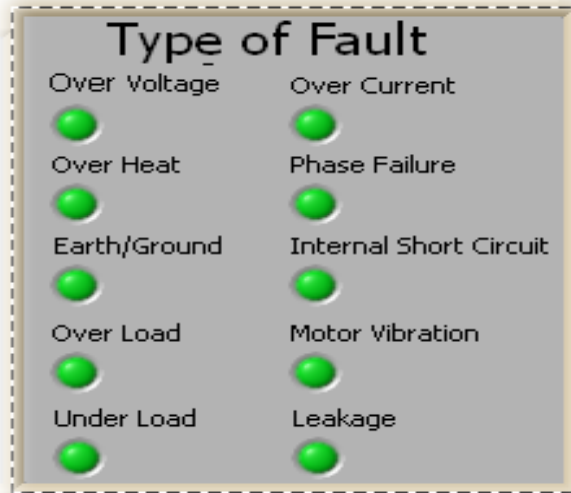 Type of Fault
Over Voltage
Over Current
Over Heat
Phase Failure
Earth/Ground
Internal Short Circuit
Over Load
Motor Vibration
Under Load
Leakage